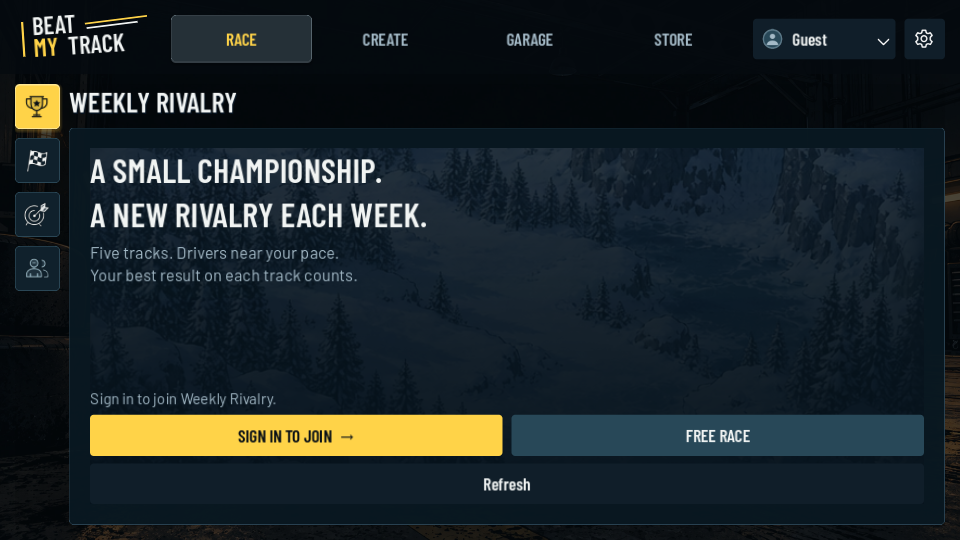 BEAT
MY TRACK
RACE
CREATE
GARAGE
STORE
Guest
WEEKLY RIVALRY
A SMALL CHAMPIONSHIP.
A NEW RIVALRY EACH WEEK.
Five tracks. Drivers near your pace.
Your best result on each track counts.
Sign in to join Weekly Rivalry.
SIGN IN TO JOIN →
FREE RACE
Refresh